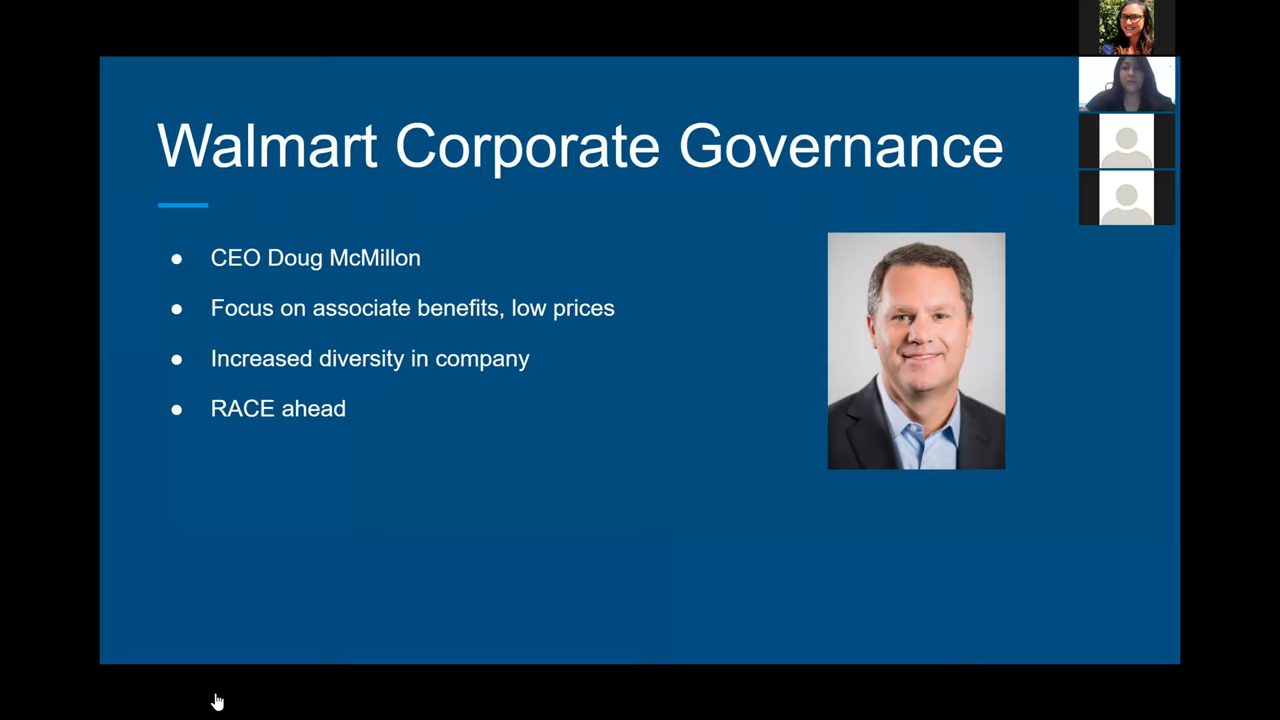 Walmart Corporate Governance
● CEO Doug McMillon
● Focus on associate benefits, low prices
● Increased diversity in company
● RACE ahead